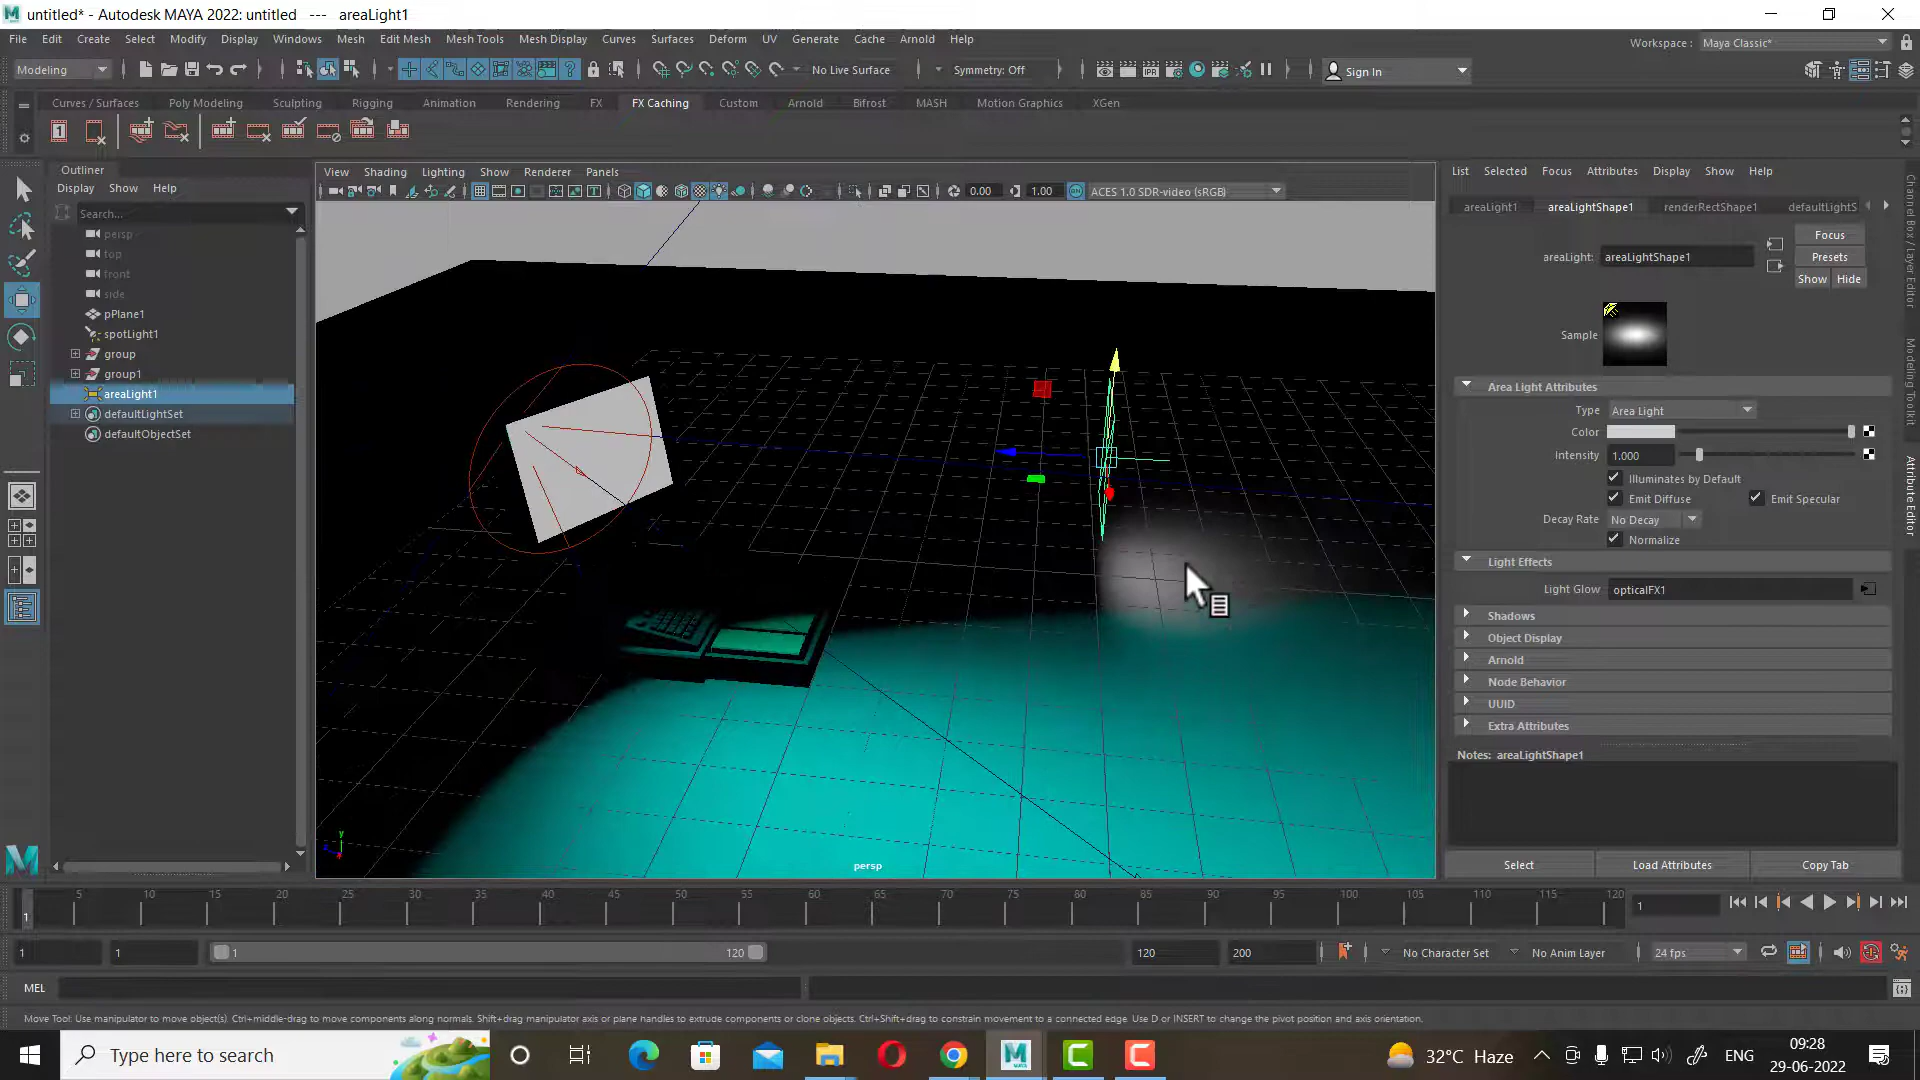 untitled* - Autodesk MAYA 2022: untitled --- areaLight1
File Edit Create Select Modify Display Windows Mesh Edit Mesh Mesh Tools Mesh Display Curves Surfaces Deform UV Generate Cache Arnold Help
Workspace : Maya Classic*
Modeling
No Live Surface
Symmetry: Off
Sign In
Curves / Surfaces Poly Modeling Sculpting Rigging Animation Rendering FX FX Caching Custom Arnold Bifrost MASH Motion Graphics XGen
Outliner
Display Show Help
Search...
persp
top
front
side
pPlane1
spotLight1
group
group1
areaLight1
defaultLightSet
defaultObjectSet
View Shading Lighting Show Renderer Panels
0.00 1.00 ACES 1.0 SDR-video (sRGB)
persp
List Selected Focus Attributes Display Show Help
areaLight1 areaLightShape1 renderRectShape1 defaultLightS
areaLight: areaLightShape1
Focus
Presets
Show Hide
Sample
Area Light Attributes
Type Area Light
Color
Intensity 1.000
Illuminates by Default
Emit Diffuse Emit Specular
Decay Rate No Decay
Normalize
Light Effects
Light Glow opticalFX1
Shadows
Object Display
Arnold
Node Behavior
UUID
Extra Attributes
Notes: areaLightShape1
Select Load Attributes Copy Tab
Channel Box / Layer Editor
Modeling Toolkit
Attribute Editor
1 5 10 15 20 25 30 35 40 45 50 55 60 65 70 75 80 85 90 95 100 105 110 115 120
1
1 1 1 120 120 200 No Character Set No Anim Layer 24 fps
MEL
Move Tool: Use manipulator to move object(s). Ctrl+middle-drag to move components along normals. Shift+drag manipulator axis or plane handles to extrude components or clone objects. Ctrl+Shift+drag to constrain movement to a connected edge. Use D or INSERT to change the pivot position and axis orientation.
Type here to search
32°C Haze
ENG
09:28
29-06-2022